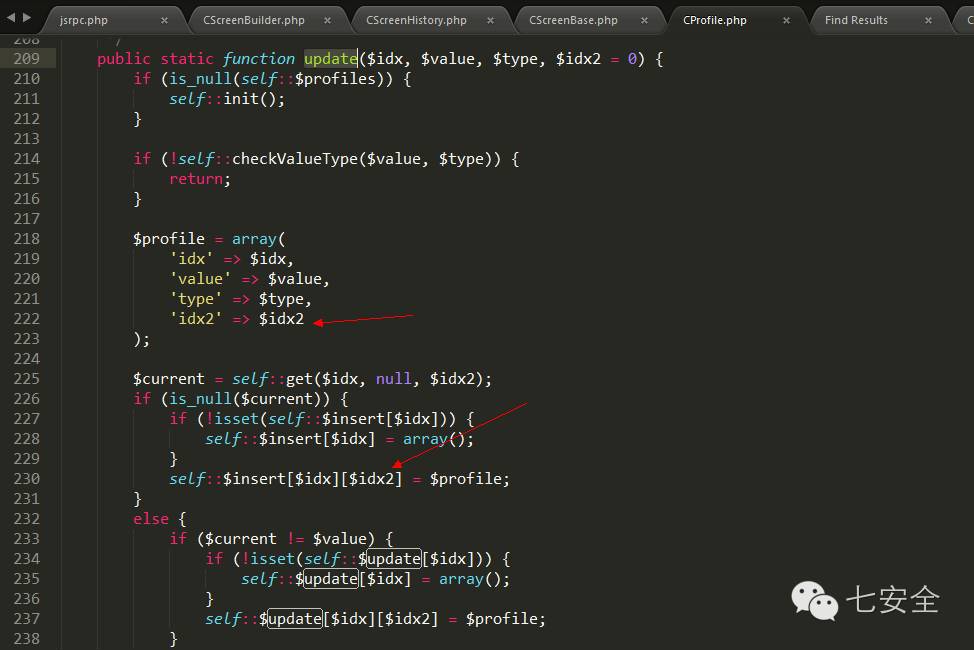 jsrpc.php × CScreenBuilder.php × CScreenHistory.php × CScreenBase.php × CProfile.php × Find Results × C
208 */
209 public static function update($idx, $value, $type, $idx2 = 0) {
210 if (is_null(self::$profiles)) {
211 self::init();
212 }
213
214 if (!self::checkValueType($value, $type)) {
215 return;
216 }
217
218 $profile = array(
219 'idx' => $idx,
220 'value' => $value,
221 'type' => $type,
222 'idx2' => $idx2
223 );
224
225 $current = self::get($idx, null, $idx2);
226 if (is_null($current)) {
227 if (!isset(self::$insert[$idx])) {
228 self::$insert[$idx] = array();
229 }
230 self::$insert[$idx][$idx2] = $profile;
231 }
232 else {
233 if ($current != $value) {
234 if (!isset(self::$update[$idx])) {
235 self::$update[$idx] = array();
236 }
237 self::$update[$idx][$idx2] = $profile;
238 }
七安全